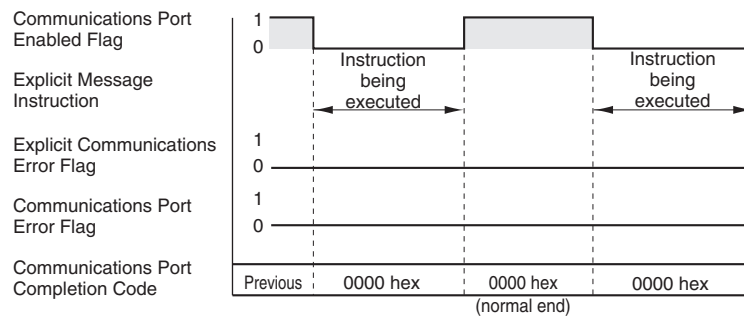 Communications Port
Enabled Flag
1
0
Instruction
being
executed
Instruction
being
executed
Explicit Message
Instruction
Explicit Communications
Error Flag
1
0
Communications Port
Error Flag
1
0
Communications Port
Completion Code
Previous
0000 hex
0000 hex
(normal end)
0000 hex